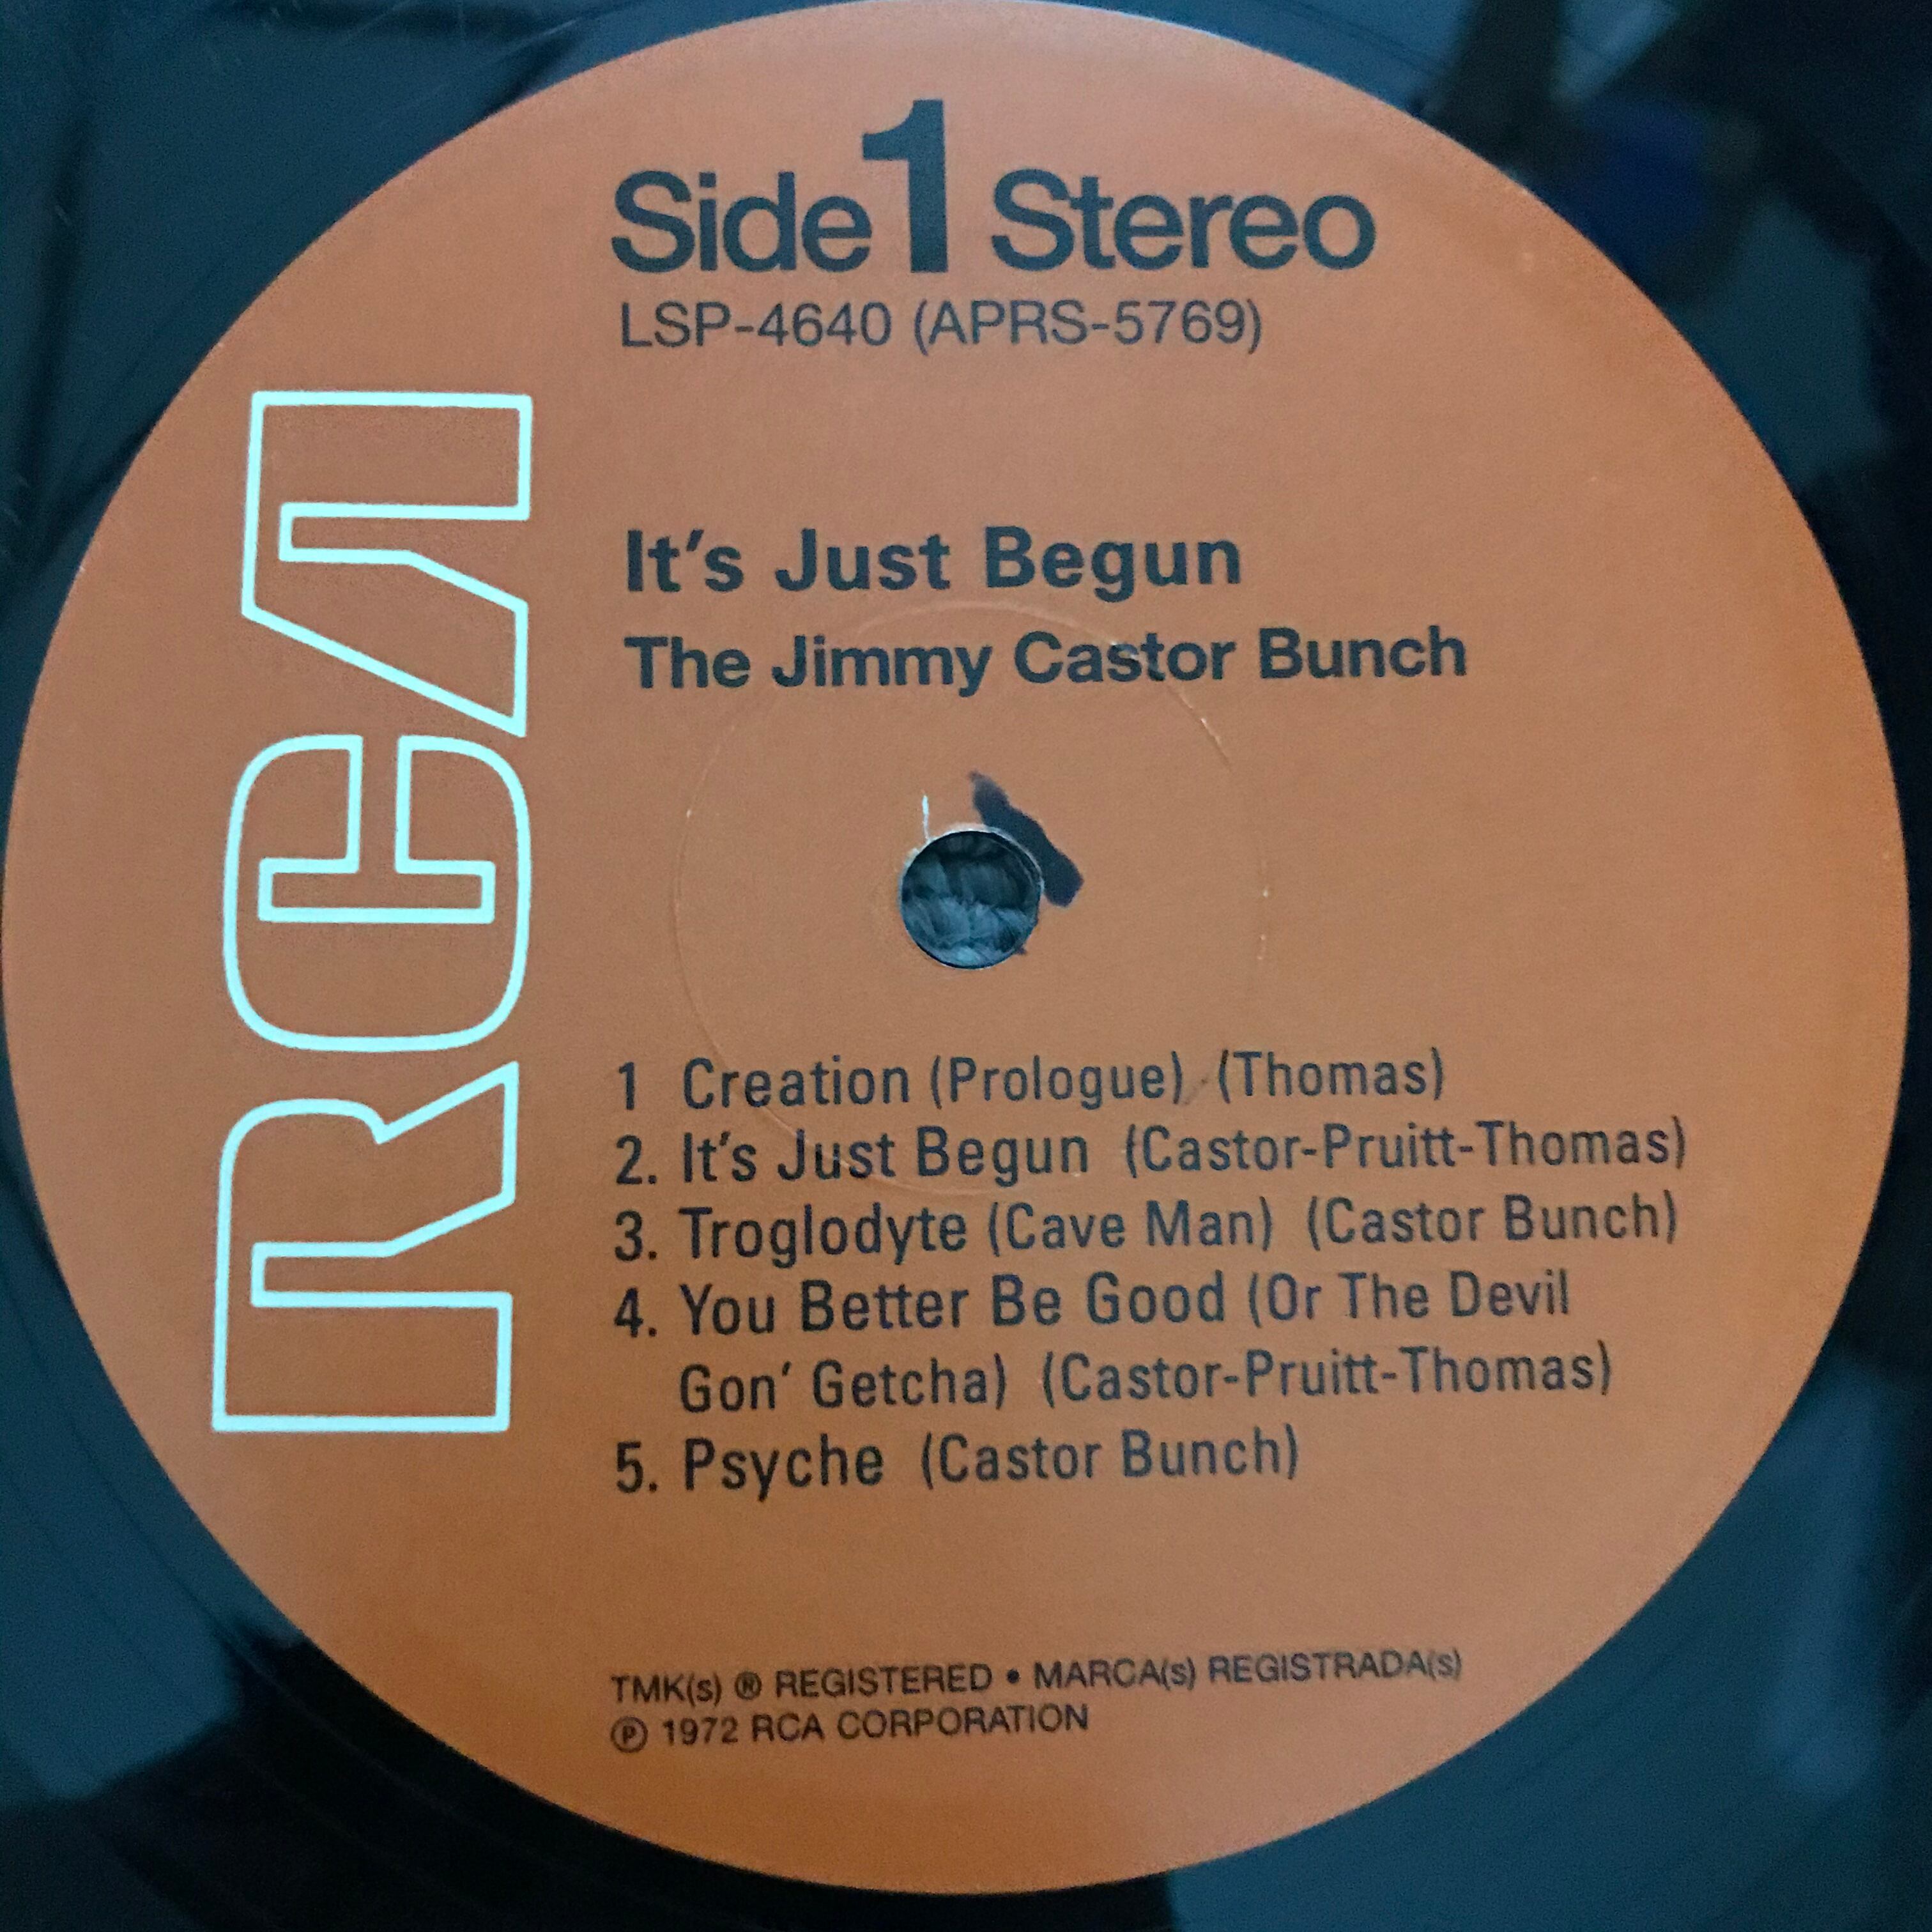 Side 1 Stereo
LSP-4640 (APRS-5769)
RCA
It's Just Begun
The Jimmy Castor Bunch
1 Creation (Prologue) (Thomas)
2. It's Just Begun (Castor-Pruitt-Thomas)
3. Troglodyte (Cave Man) (Castor Bunch)
4. You Better Be Good (Or The Devil
Gon' Getcha) (Castor-Pruitt-Thomas)
5. Psyche (Castor Bunch)
TMK(s) ® REGISTERED • MARCA(s) REGISTRADA(s)
℗ 1972 RCA CORPORATION